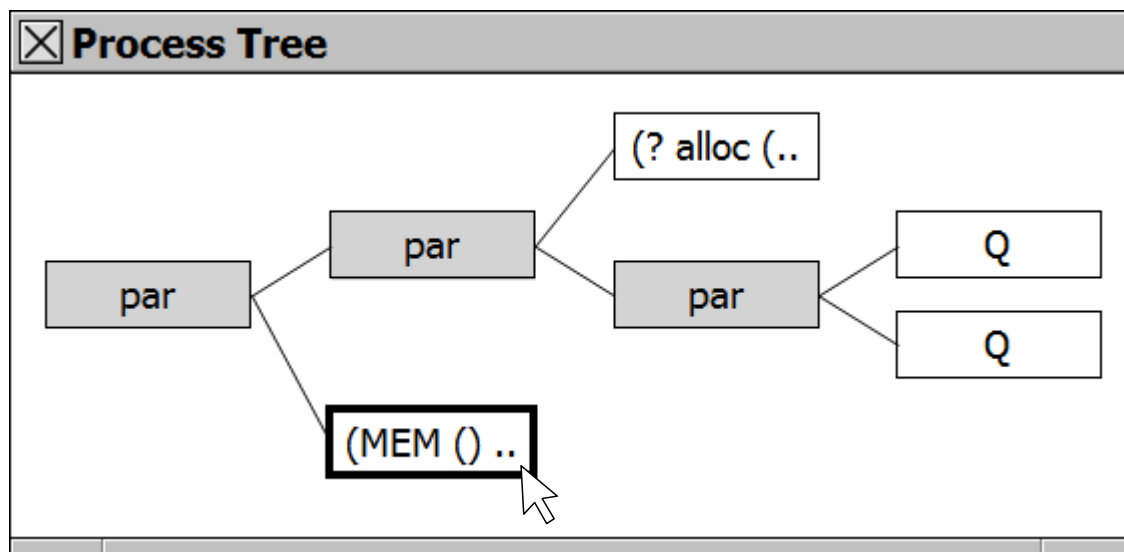 Process Tree
(? alloc (..
par
Q
par
par
Q
(MEM () ..